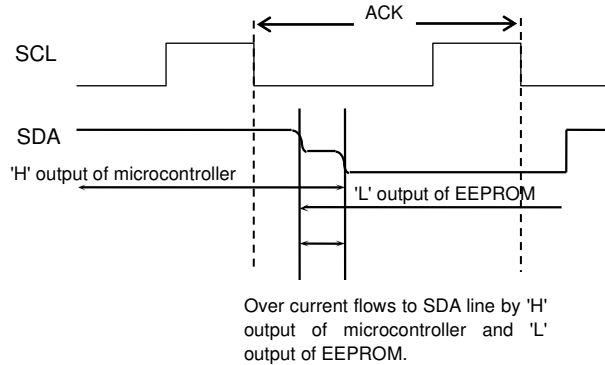 ACK
SCL
SDA
'H' output of microcontroller
'L' output of EEPROM
Over current flows to SDA line by 'H'
output of microcontroller and 'L'
output of EEPROM.